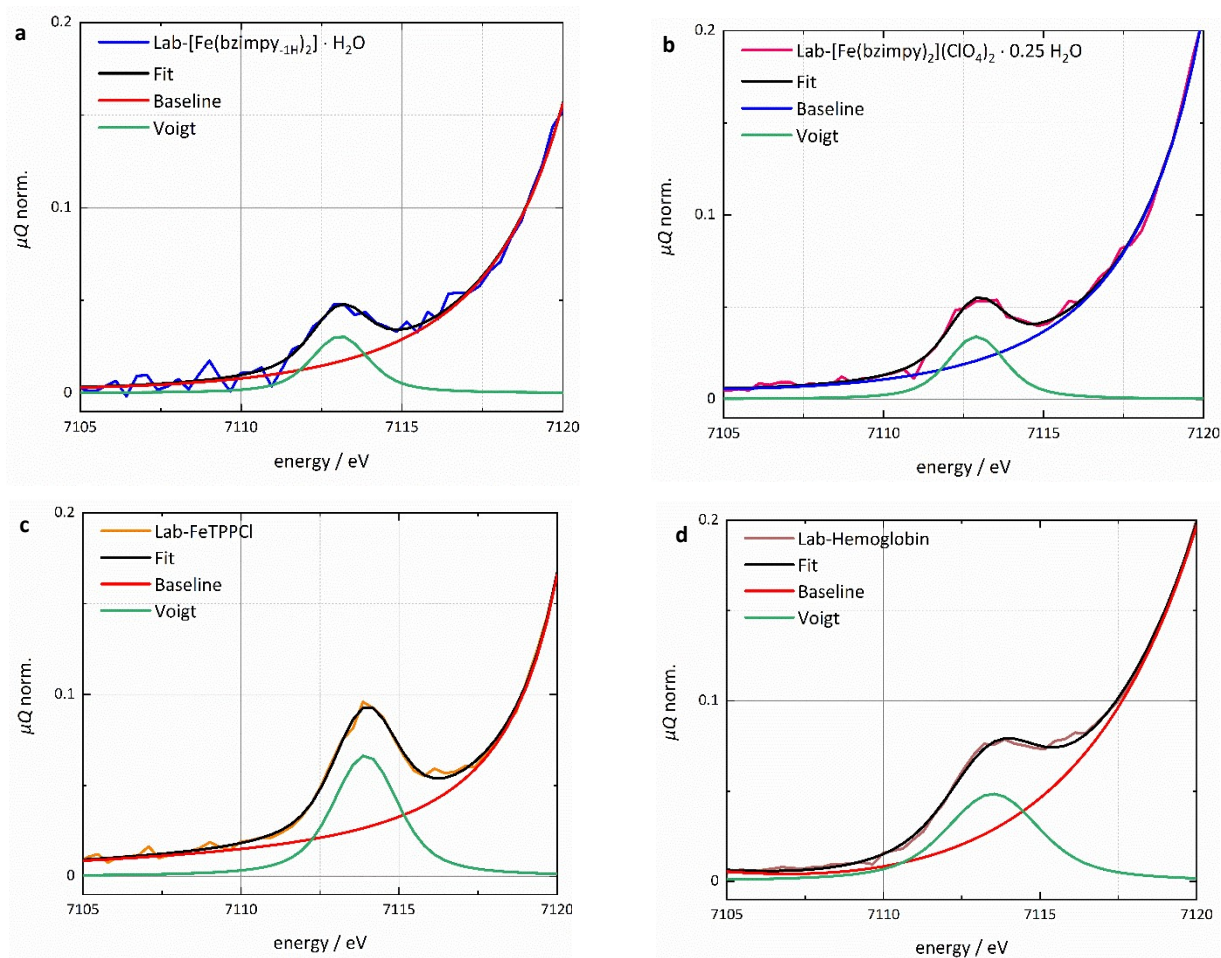 a
0.2
Lab-[Fe(bzimpy-1H)2] · H2O
Fit
Baseline
Voigt
0.1
0
μQ norm.
7105
7110
7115
7120
energy / eV
b
0.2
Lab-[Fe(bzimpy)2](ClO4)2 · 0.25 H2O
Fit
Baseline
Voigt
0.1
0
μQ norm.
7105
7110
7115
7120
energy / eV
c
0.2
Lab-FeTPPCl
Fit
Baseline
Voigt
0.1
0
μQ norm.
7105
7110
7115
7120
energy / eV
d
0.2
Lab-Hemoglobin
Fit
Baseline
Voigt
0.1
0
μQ norm.
7105
7110
7115
7120
energy / eV